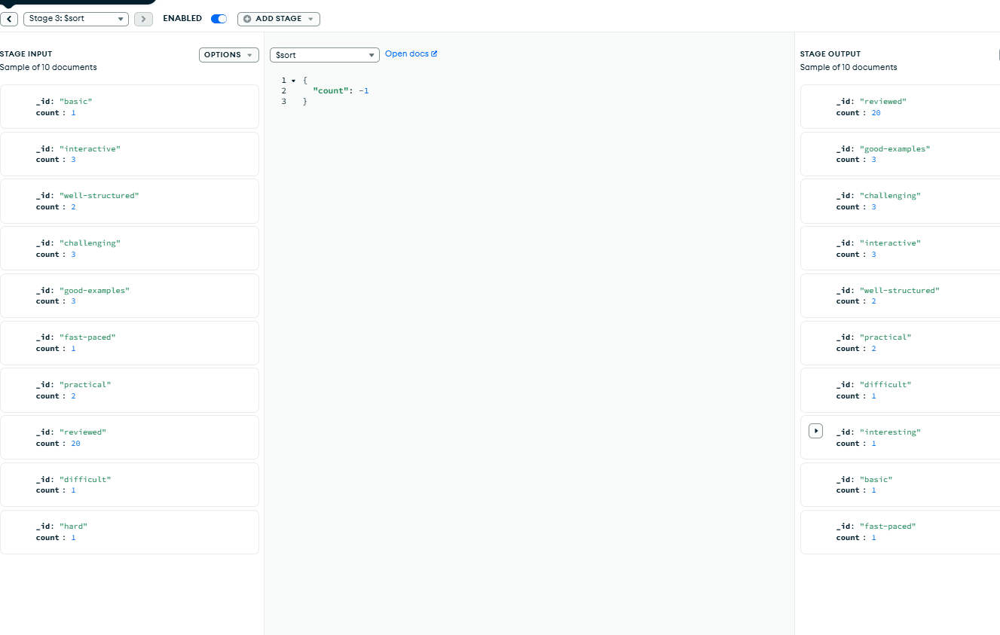 Stage 3: $sort ENABLED ADD STAGE
STAGE INPUT
Sample of 10 documents
OPTIONS
_id: "basic"
count : 1
_id: "interactive"
count : 3
_id: "well-structured"
count : 2
_id: "challenging"
count : 3
_id: "good-examples"
count : 3
_id: "fast-paced"
count : 1
_id: "practical"
count : 2
_id: "reviewed"
count : 20
_id: "difficult"
count : 1
_id: "hard"
count : 1
$sort Open docs
1 {
2 "count": -1
3 }
STAGE OUTPUT
Sample of 10 documents
_id: "reviewed"
count : 20
_id: "good-examples"
count : 3
_id: "challenging"
count : 3
_id: "interactive"
count : 3
_id: "well-structured"
count : 2
_id: "practical"
count : 2
_id: "difficult"
count : 1
_id: "interesting"
count : 1
_id: "basic"
count : 1
_id: "fast-paced"
count : 1